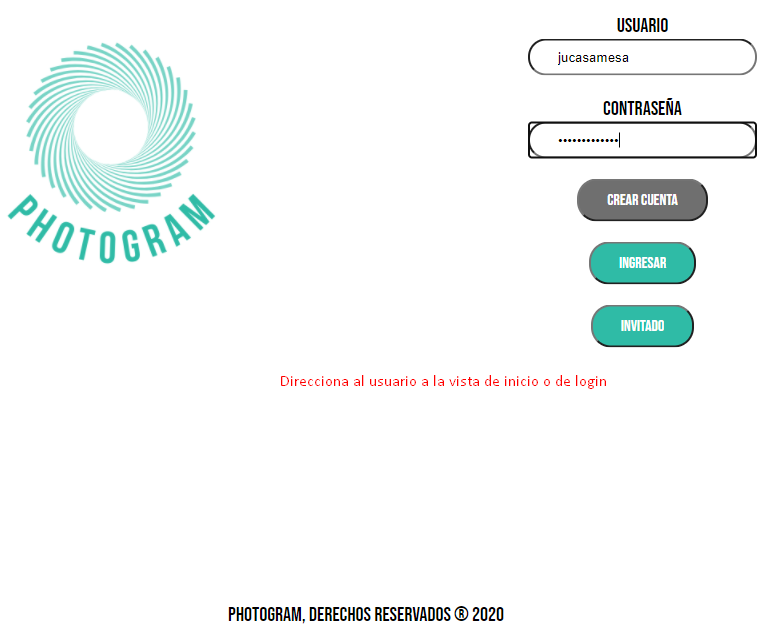 USUARIO
jucasamesa
CONTRASEÑA
•••••••••••••
CREAR CUENTA
INGRESAR
INVITADO
PHOTOGRAM
Direcciona al usuario a la vista de inicio o de login
PHOTOGRAM, DERECHOS RESERVADOS ® 2020